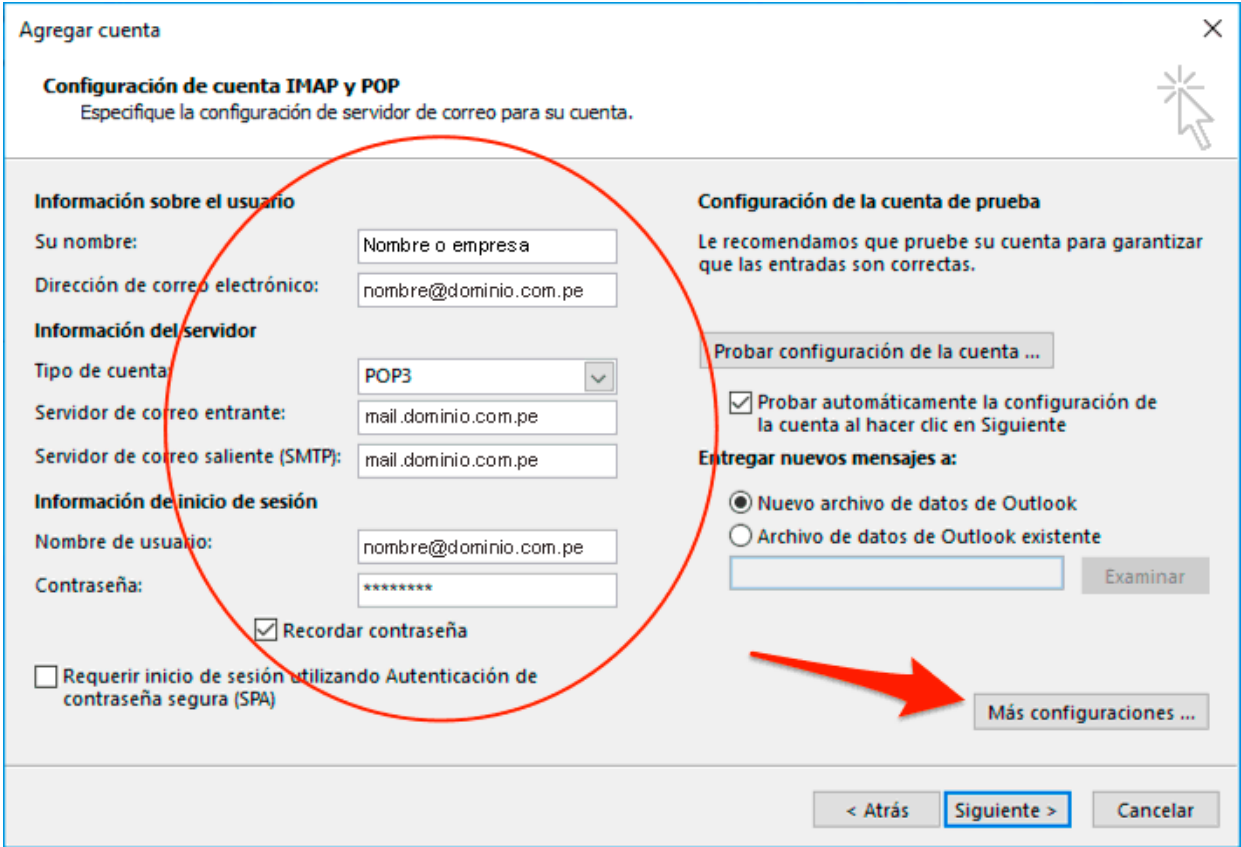 Agregar cuenta
Configuración de cuenta IMAP y POP
Especifique la configuración de servidor de correo para su cuenta.
Información sobre el usuario
Su nombre:
Nombre o empresa
Dirección de correo electrónico:
nombre@dominio.com.pe
Información del servidor
Tipo de cuenta:
POP3
Servidor de correo entrante:
mail.dominio.com.pe
Servidor de correo saliente (SMTP):
mail.dominio.com.pe
Información de inicio de sesión
Nombre de usuario:
nombre@dominio.com.pe
Contraseña:
********
Recordar contraseña
Requerir inicio de sesión utilizando Autenticación de
contraseña segura (SPA)
Configuración de la cuenta de prueba
Le recomendamos que pruebe su cuenta para garantizar
que las entradas son correctas.
Probar configuración de la cuenta ...
Probar automáticamente la configuración de
la cuenta al hacer clic en Siguiente
Entregar nuevos mensajes a:
Nuevo archivo de datos de Outlook
Archivo de datos de Outlook existente
Examinar
Más configuraciones ...
< Atrás
Siguiente >
Cancelar